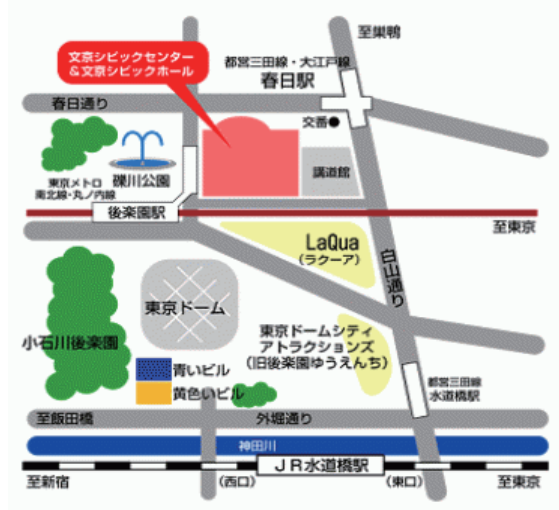 至巣鴨
文京シビックセンター
&文京シビックホール
都営三田線・大江戸線
春日駅
春日通り
交番
東京メトロ
南北線・丸ノ内線
礫川公園
講道館
後楽園駅
至東京
LaQua
(ラクーア)
白山通り
東京ドーム
小石川後楽園
東京ドームシティ
アトラクションズ
(旧後楽園ゆうえんち)
青いビル
黄色いビル
都営三田線
水道橋駅
至飯田橋
外堀通り
神田川
JR水道橋駅
至新宿
(西口)
(東口)
至東京